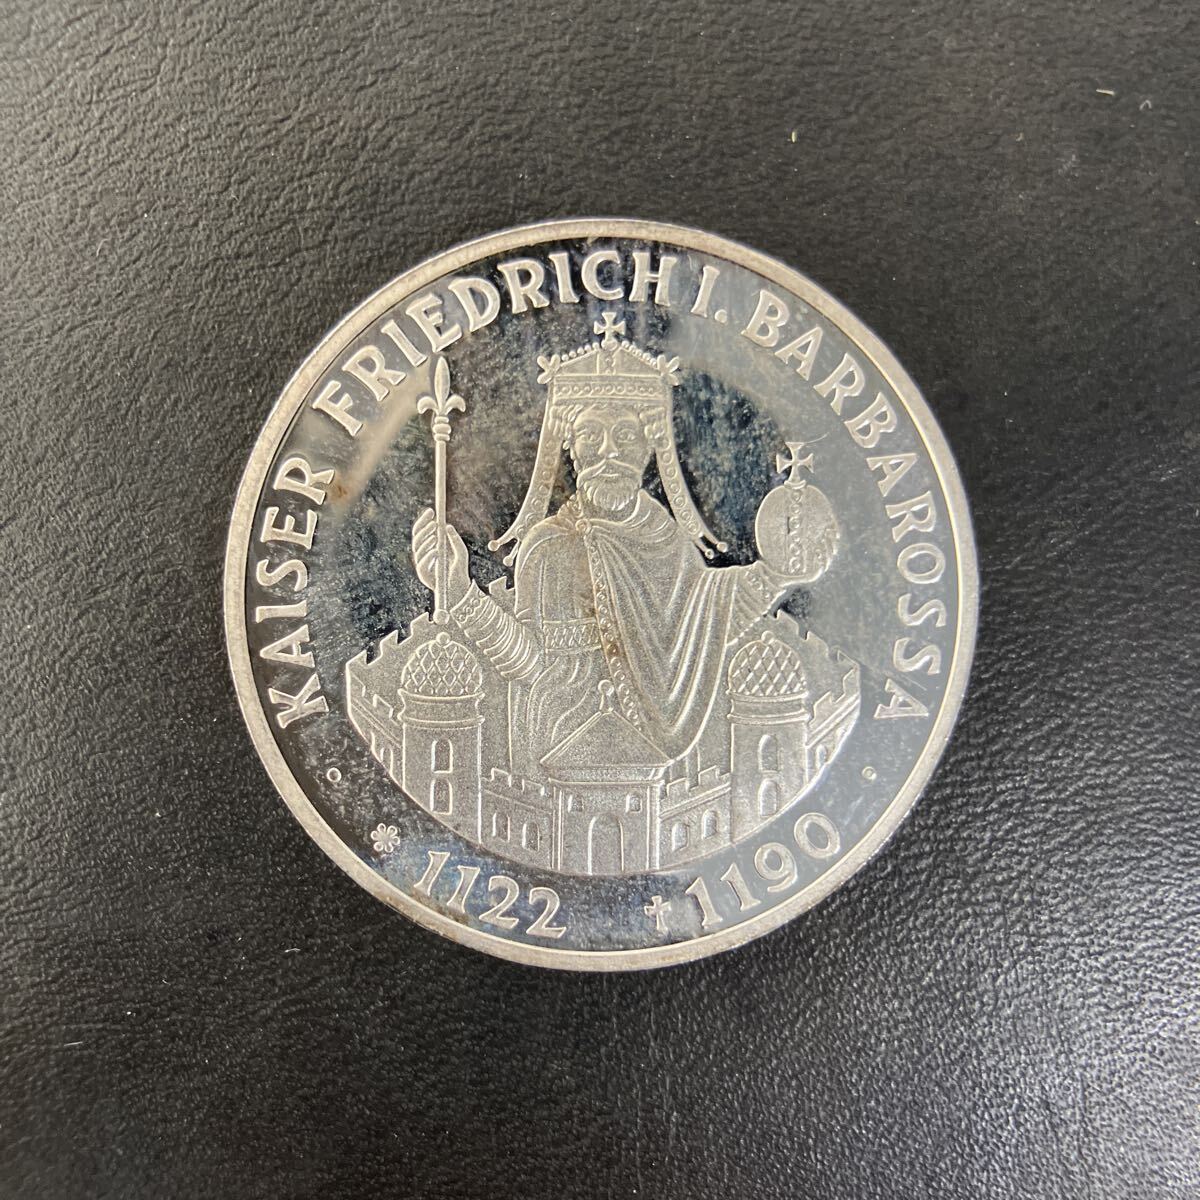 KAISER FRIEDRICH I. BARBAROSSA
* 1122 † 1190